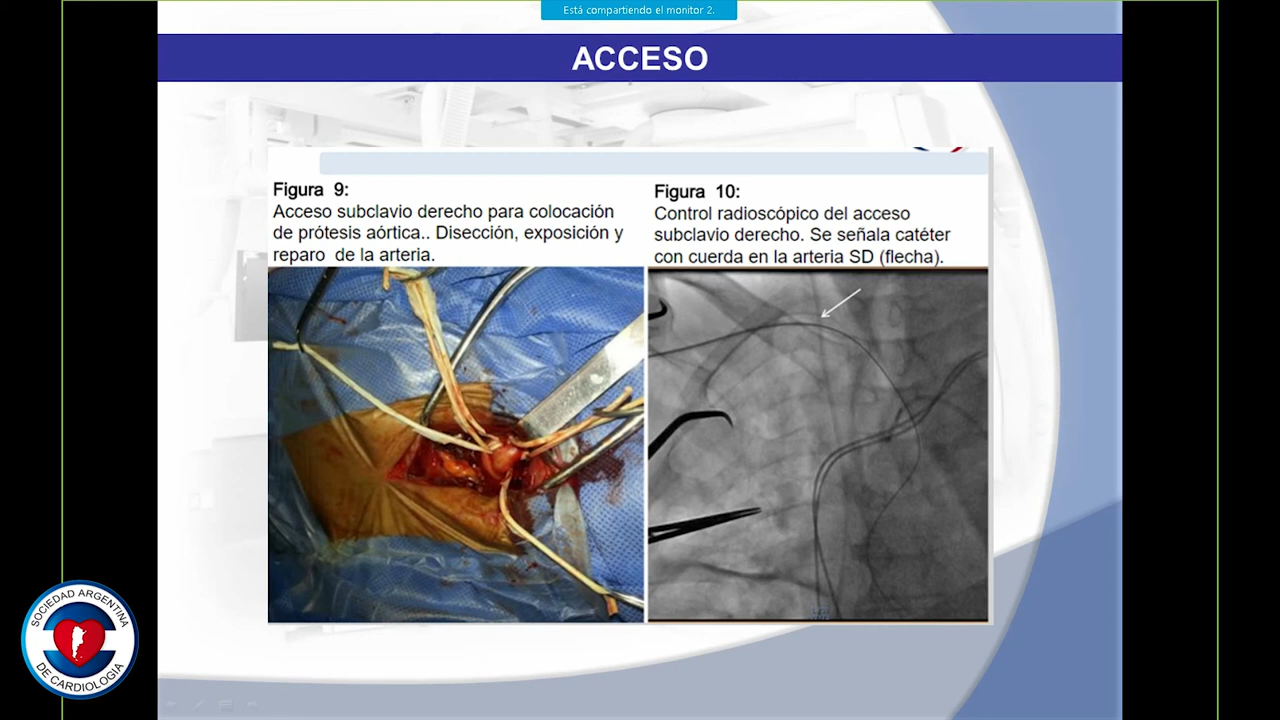 Está compartiendo el monitor 2.
ACCESO
Figura 9:
Acceso subclavio derecho para colocación
de prótesis aórtica.. Disección, exposición y
reparo de la arteria.
Figura 10:
Control radioscópico del acceso
subclavio derecho. Se señala catéter
con cuerda en la arteria SD (flecha).
SOCIEDAD ARGENTINA
DE CARDIOLOGÍA